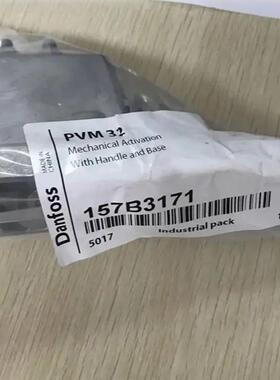 PVM 32
Mechanical Activation
With Handle and Base
MADE IN
CHINA
Danfoss
157B3171
5017
Industrial pack